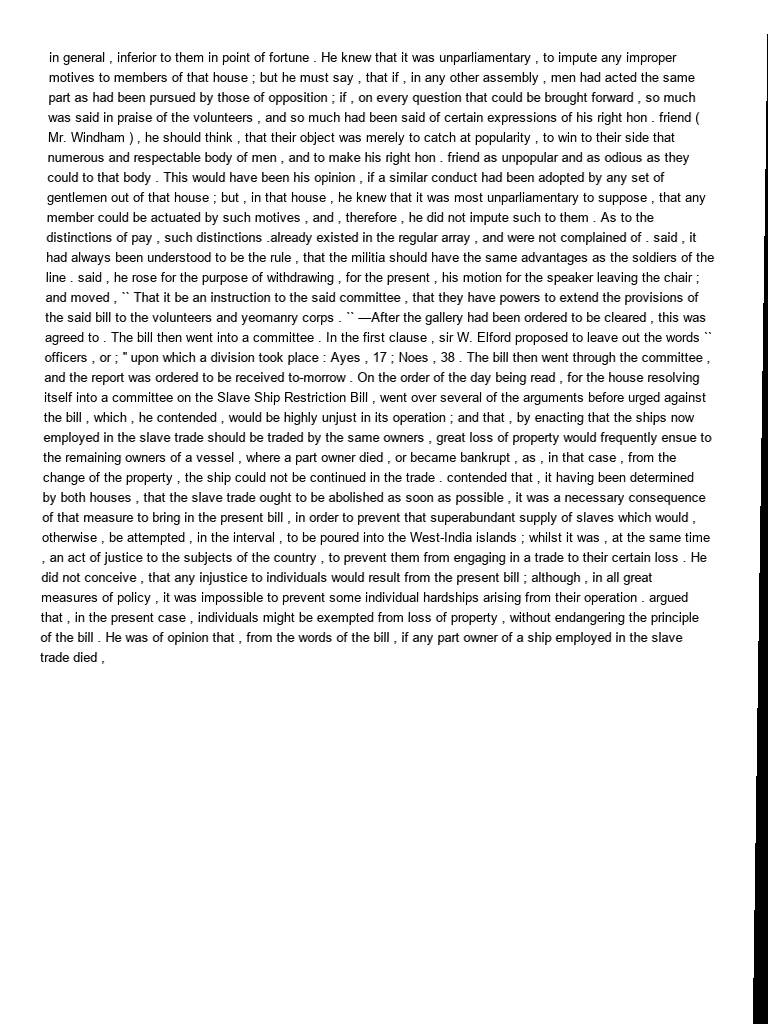 in general , inferior to them in point of fortune . He knew that it was unparliamentary , to impute any improper
motives to members of that house ; but he must say , that if , in any other assembly , men had acted the same
part as had been pursued by those of opposition ; if , on every question that could be brought forward , so much
was said in praise of the volunteers , and so much had been said of certain expressions of his right hon . friend (
Mr. Windham ) , he should think , that their object was merely to catch at popularity , to win to their side that
numerous and respectable body of men , and to make his right hon . friend as unpopular and as odious as they
could to that body . This would have been his opinion , if a similar conduct had been adopted by any set of
gentlemen out of that house ; but , in that house , he knew that it was most unparliamentary to suppose , that any
member could be actuated by such motives , and , therefore , he did not impute such to them . As to the
distinctions of pay , such distinctions .already existed in the regular array , and were not complained of . said , it
had always been understood to be the rule , that the militia should have the same advantages as the soldiers of the
line . said , he rose for the purpose of withdrawing , for the present , his motion for the speaker leaving the chair ;
and moved , `` That it be an instruction to the said committee , that they have powers to extend the provisions of
the said bill to the volunteers and yeomanry corps . `` —After the gallery had been ordered to be cleared , this was
agreed to . The bill then went into a committee . In the first clause , sir W. Elford proposed to leave out the words ``
officers , or ; " upon which a division took place : Ayes , 17 ; Noes , 38 . The bill then went through the committee ,
and the report was ordered to be received to-morrow . On the order of the day being read , for the house resolving
itself into a committee on the Slave Ship Restriction Bill , went over several of the arguments before urged against
the bill , which , he contended , would be highly unjust in its operation ; and that , by enacting that the ships now
employed in the slave trade should be traded by the same owners , great loss of property would frequently ensue to
the remaining owners of a vessel , where a part owner died , or became bankrupt , as , in that case , from the
change of the property , the ship could not be continued in the trade . contended that , it having been determined
by both houses , that the slave trade ought to be abolished as soon as possible , it was a necessary consequence
of that measure to bring in the present bill , in order to prevent that superabundant supply of slaves which would ,
otherwise , be attempted , in the interval , to be poured into the West-India islands ; whilst it was , at the same time
, an act of justice to the subjects of the country , to prevent them from engaging in a trade to their certain loss . He
did not conceive , that any injustice to individuals would result from the present bill ; although , in all great
measures of policy , it was impossible to prevent some individual hardships arising from their operation . argued
that , in the present case , individuals might be exempted from loss of property , without endangering the principle
of the bill . He was of opinion that , from the words of the bill , if any part owner of a ship employed in the slave
trade died ,